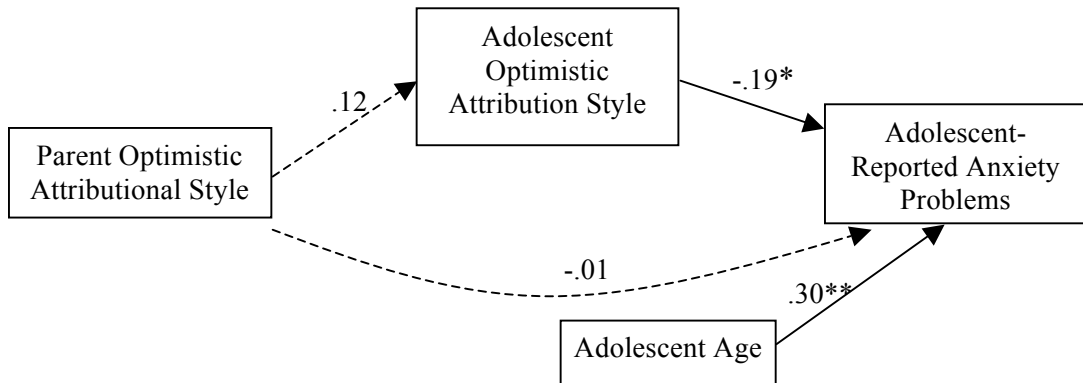 Adolescent
Optimistic
Attribution Style
-.19*
.12
Adolescent-
Reported Anxiety
Problems
Parent Optimistic
Attributional Style
-.01
.30**
Adolescent Age